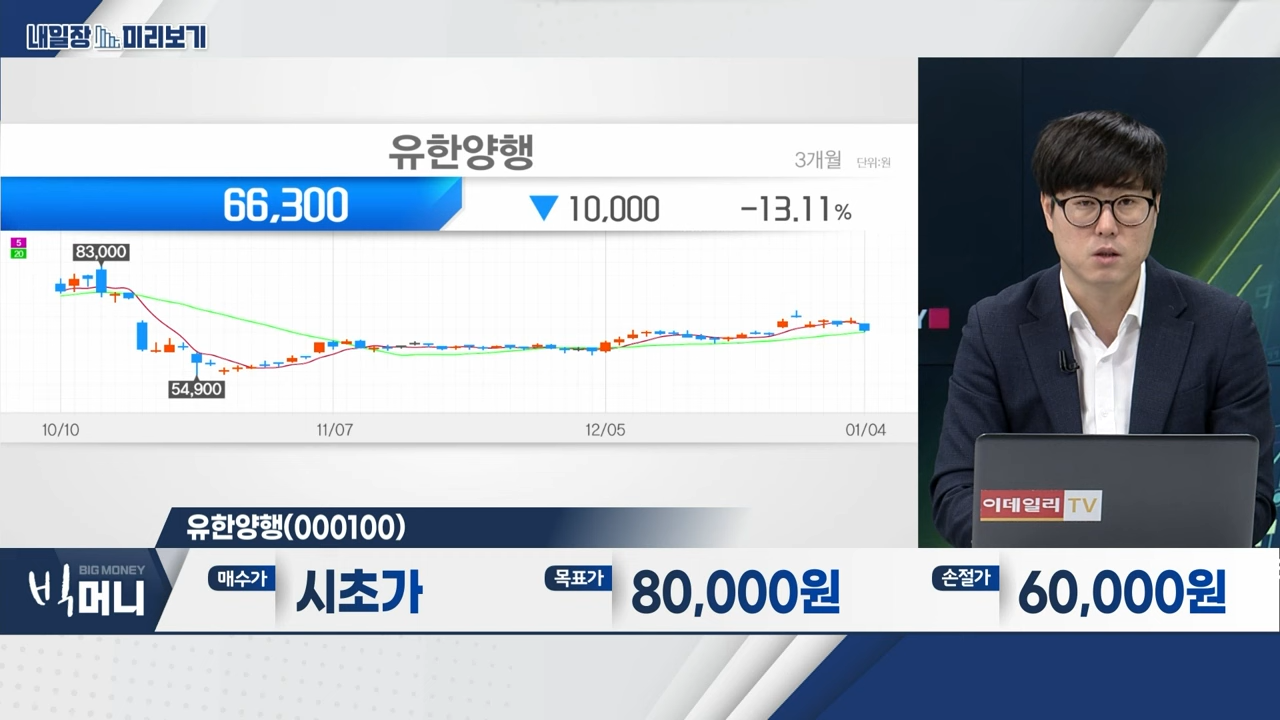 내일장 미리보기
유한양행
3개월 단위:원
66,300 ▼ 10,000 -13.11%
5
20
83,000
54,900
10/10 11/07 12/05 01/04
Y
이데일리 TV
유한양행(000100)
BIG MONEY
빅머니
매수가 시초가 목표가 80,000원 손절가 60,000원